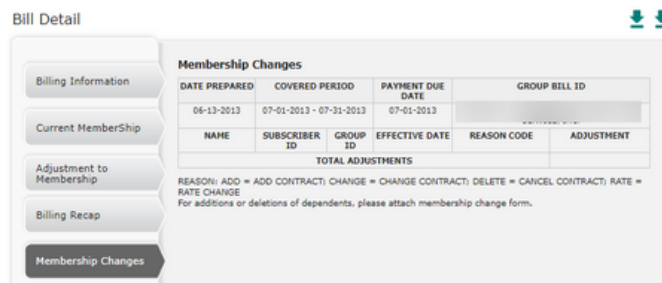 Bill Detail
Billing Information
Current MemberShip
Adjustment to
Membership
Billing Recap
Membership Changes
Membership Changes
DATE PREPARED COVERED PERIOD PAYMENT DUE DATE GROUP BILL ID
06-13-2013 07-01-2013 - 07-31-2013 07-01-2013
NAME SUBSCRIBER ID GROUP ID EFFECTIVE DATE REASON CODE ADJUSTMENT
TOTAL ADJUSTMENTS
REASON: ADD = ADD CONTRACT; CHANGE = CHANGE CONTRACT; DELETE = CANCEL CONTRACT; RATE =
RATE CHANGE
For additions or deletions of dependents, please attach membership change form.